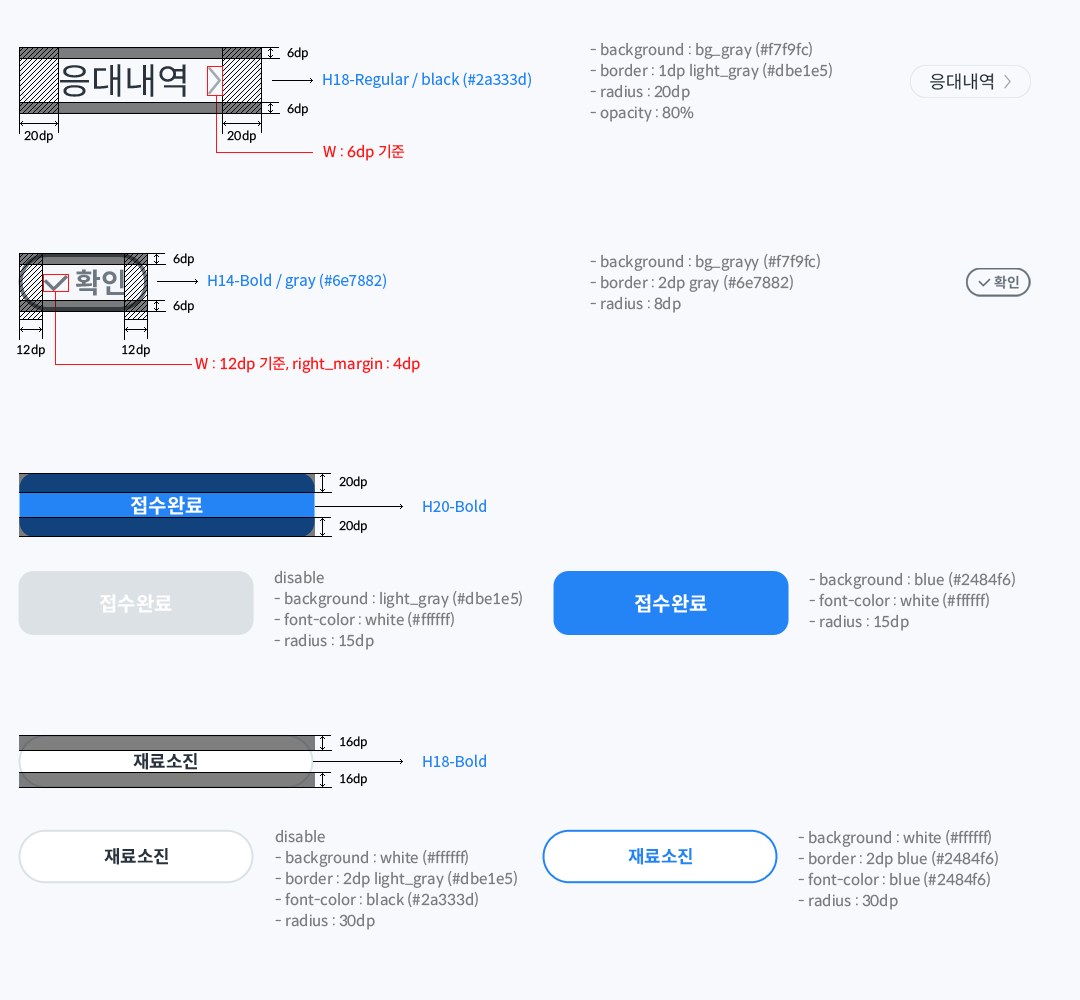 6dp
응대내역
H18-Regular / black (#2a333d)
6dp
20dp
20dp
W : 6dp 기준
- background : bg_gray (#f7f9fc)
- border : 1dp light_gray (#dbe1e5)
- radius : 20dp
- opacity : 80%
응대내역
6dp
확인
H14-Bold / gray (#6e7882)
6dp
12dp
12dp
W : 12dp 기준, right_margin : 4dp
- background : bg_grayy (#f7f9fc)
- border : 2dp gray (#6e7882)
- radius : 8dp
확인
20dp
접수완료
H20-Bold
20dp
접수완료
disable
- background : light_gray (#dbe1e5)
- font-color : white (#ffffff)
- radius : 15dp
접수완료
- background : blue (#2484f6)
- font-color : white (#ffffff)
- radius : 15dp
16dp
재료소진
H18-Bold
16dp
재료소진
disable
- background : white (#ffffff)
- border : 2dp light_gray (#dbe1e5)
- font-color : black (#2a333d)
- radius : 30dp
재료소진
- background : white (#ffffff)
- border : 2dp blue (#2484f6)
- font-color : blue (#2484f6)
- radius : 30dp